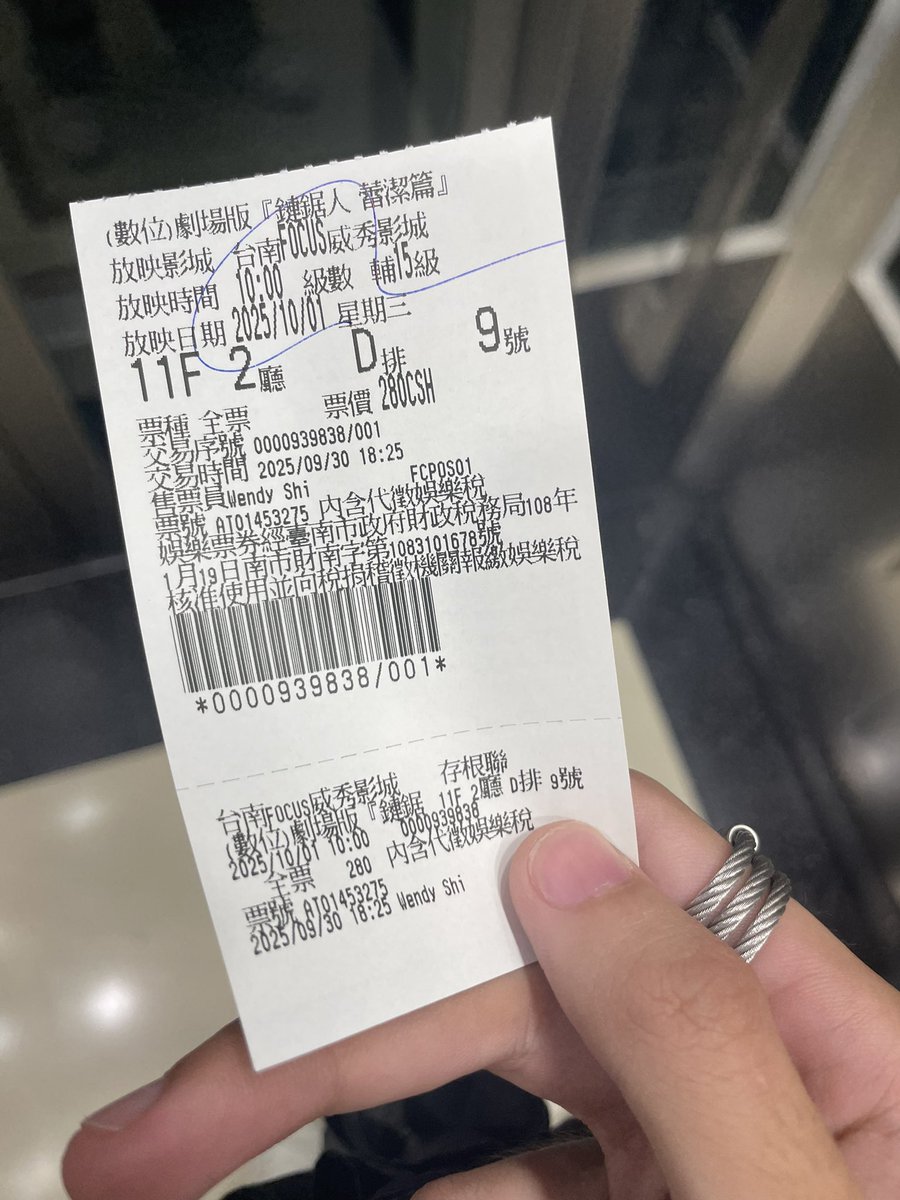 (數位)劇場版『鏈鋸人 蕾潔篇』
放映影城 台南FOCUS威秀影城
放映時間 10:00 級數 輔15級
放映日期 2025/10/01 星期三
11F 2廳 D排 9號
票種 全票 票價 280CSH
交易序號 0000939838/001
交易時間 2025/09/30 18:25
售票員Wendy Shi FCPOS01
票號 AT01453275 內含代徵娛樂稅
娛樂票券經臺南市政府財政稅務局108年
1月19日南市財南字第1083101678號
核准使用並向稅捐稽徵機關報繳娛樂稅
*0000939838/001*
存根聯
台南FOCUS威秀影城 11F 2廳 D排 9號
(數位)劇場版『鏈鋸 0000939838
2025/10/01 10:00 內含代徵娛樂稅
全票 280
票號 AT01453275
2025/09/30 18:25 Wendy Shi